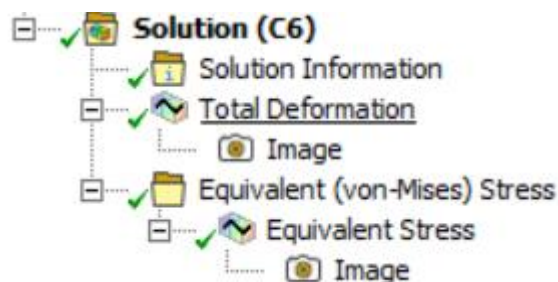 Solution (C6)
Solution Information
Total Deformation
Image
Equivalent (von-Mises) Stress
Equivalent Stress
Image